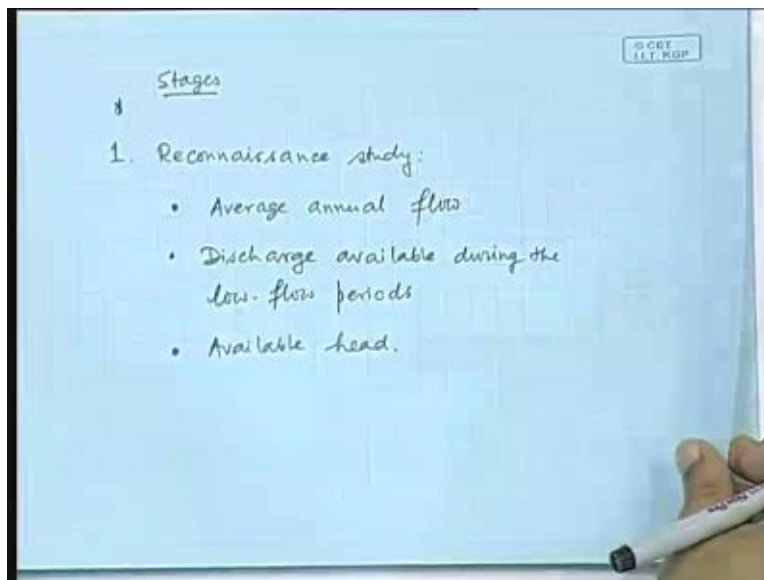 © CET
I.I.T. KGP
Stages
1. Reconnaissance study:
• Average annual flow
• Discharge available during the
low-flow periods
• Available head.